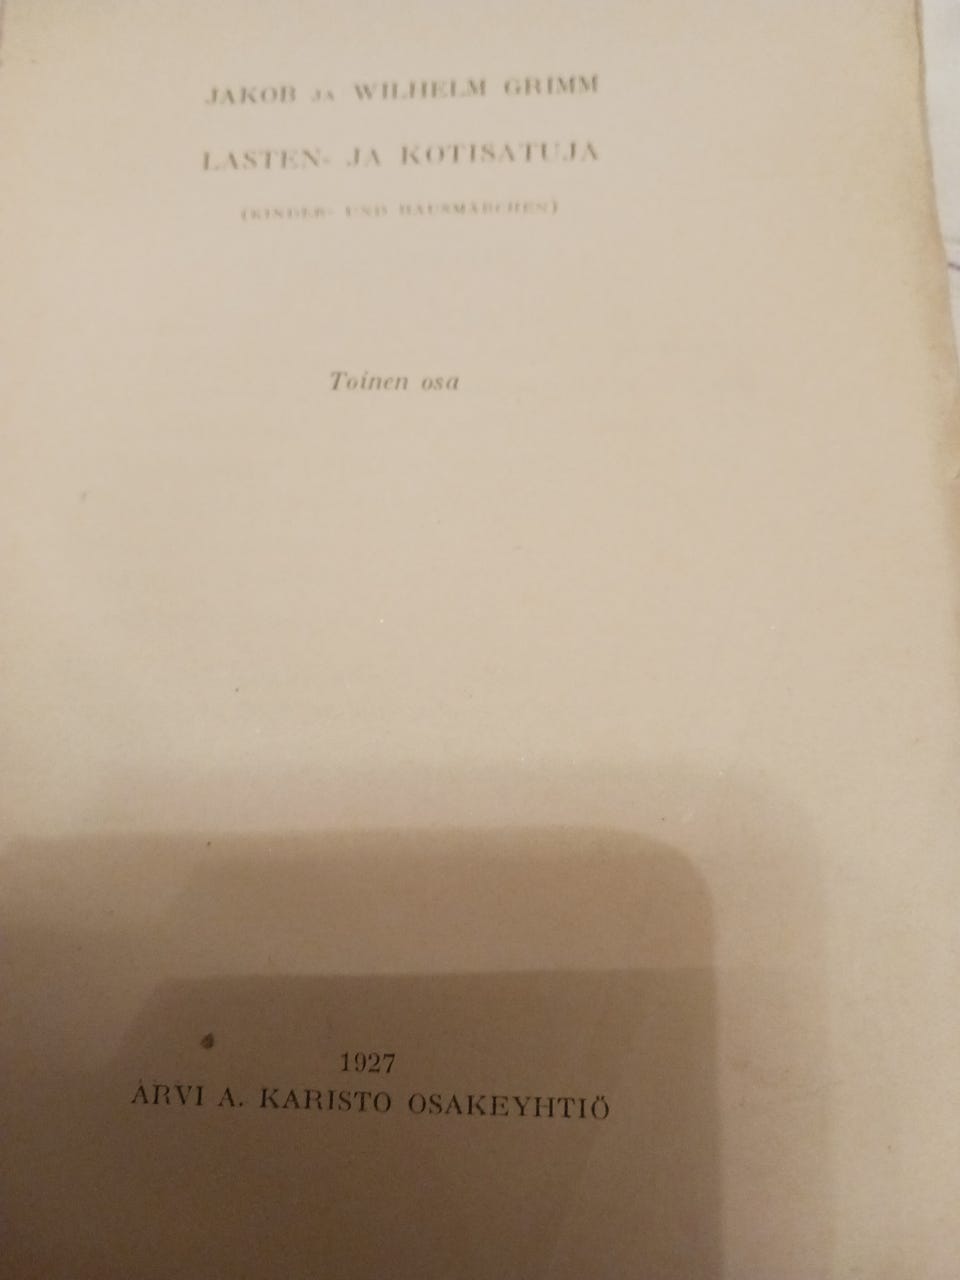 JAKOB JA WILHELM GRIMM
LASTEN- JA KOTISATUJA
(KINDER- UND HAUSMÄRCHEN)
Toinen osa
1927
ARVI A. KARISTO OSAKEYHTIÖ